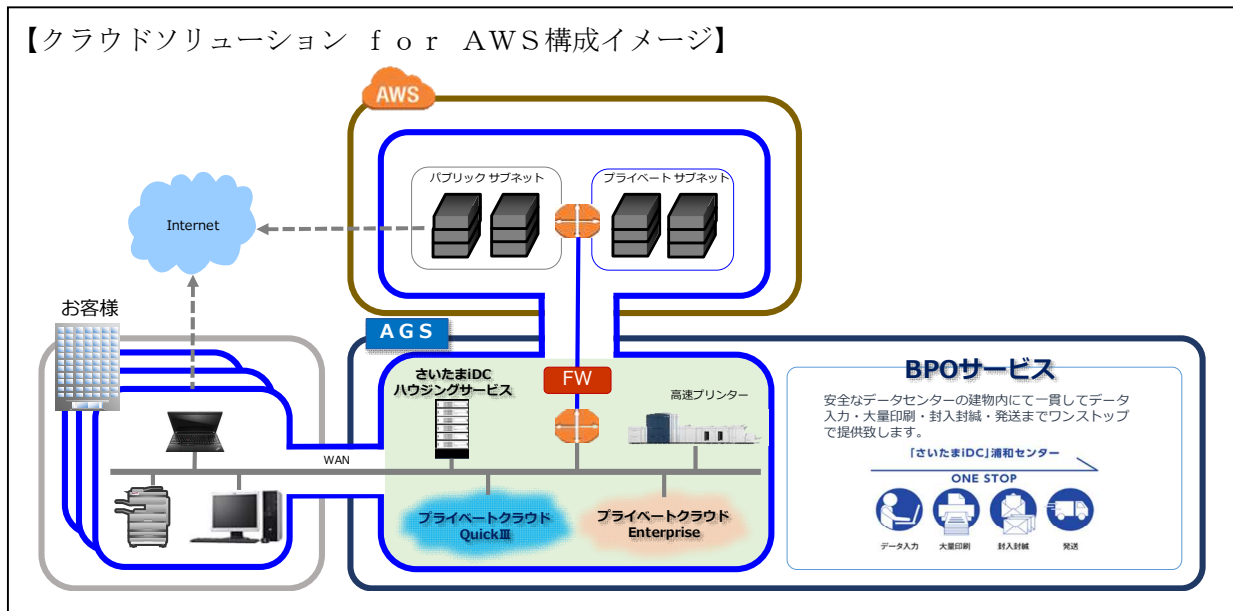 【クラウドソリューション ｆｏｒ ＡＷＳ構成イメージ】
AWS
パブリック サブネット
プライベート サブネット
Internet
お客様
AGS
さいたまiDC
ハウジングサービス
FW
高速プリンター
WAN
プライベートクラウド
QuickⅢ
プライベートクラウド
Enterprise
BPOサービス
安全なデータセンターの建物内にて一貫してデータ
入力・大量印刷・封入封緘・発送までワンストップ
で提供致します。
「さいたまiDC」浦和センター
ONE STOP
データ入力
大量印刷
封入封緘
発送